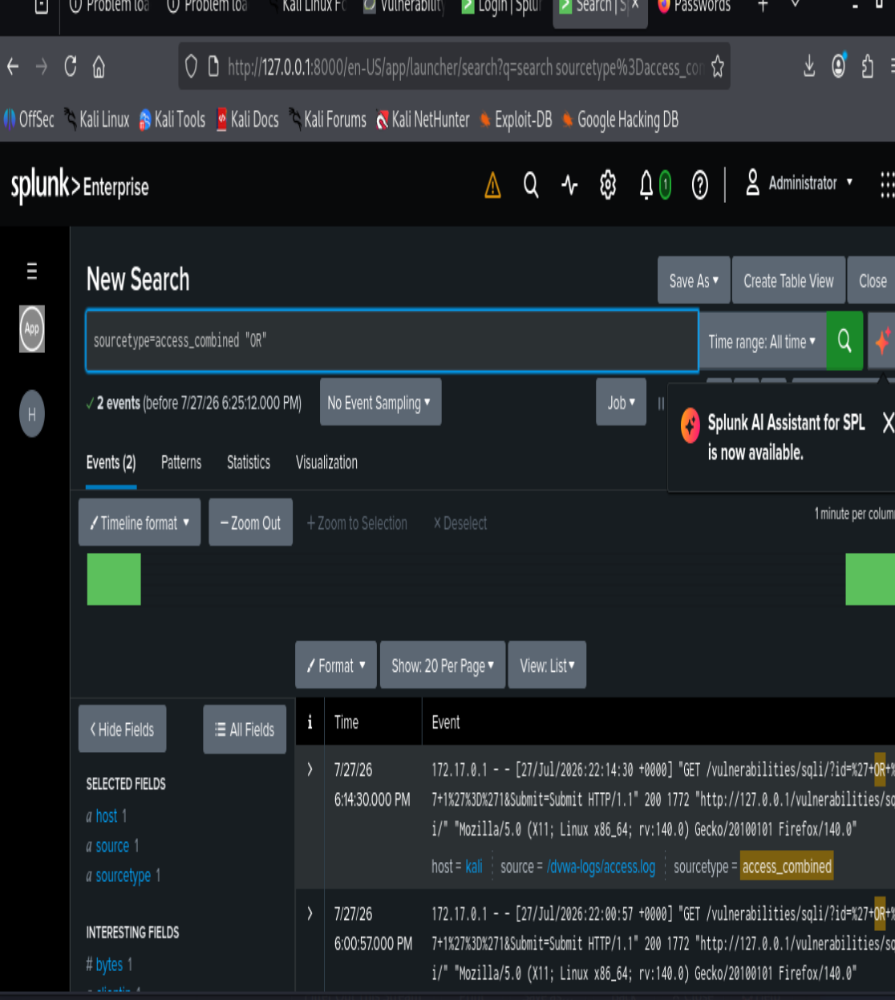 Problem loa
Problem loa
Kali Linux Fo
Vulnerability
Login | Splun
Search | S
Passwords
http://127.0.0.1:8000/en-US/app/launcher/search?q=search sourcetype%3Daccess_con
OffSec
Kali Linux
Kali Tools
Kali Docs
Kali Forums
Kali NetHunter
Exploit-DB
Google Hacking DB
splunk>Enterprise
1
Administrator
New Search
Save As
Create Table View
Close
App
sourcetype=access_combined "OR"
Time range: All time
H
✓ 2 events (before 7/27/26 6:25:12.000 PM)
No Event Sampling
Job
Splunk AI Assistant for SPL
is now available.
Events (2)
Patterns
Statistics
Visualization
Timeline format
— Zoom Out
+ Zoom to Selection
× Deselect
1 minute per colum
Format
Show: 20 Per Page
View: List
< Hide Fields
All Fields
i
Time
Event
SELECTED FIELDS
a host 1
a source 1
a sourcetype 1
INTERESTING FIELDS
# bytes 1
7/27/26
6:14:30.000 PM
172.17.0.1 - - [27/Jul/2026:22:14:30 +0000] "GET /vulnerabilities/sqli/?id=%27+OR+%
7+1%27%3D%271&Submit=Submit HTTP/1.1" 200 1772 "http://127.0.0.1/vulnerabilities/sq
i/" "Mozilla/5.0 (X11; Linux x86_64; rv:140.0) Gecko/20100101 Firefox/140.0"
host = kali
source = /dvwa-logs/access.log
sourcetype = access_combined
7/27/26
6:00:57.000 PM
172.17.0.1 - - [27/Jul/2026:22:00:57 +0000] "GET /vulnerabilities/sqli/?id=%27+OR+%
7+1%27%3D%271&Submit=Submit HTTP/1.1" 200 1772 "http://127.0.0.1/vulnerabilities/sq
i/" "Mozilla/5.0 (X11; Linux x86_64; rv:140.0) Gecko/20100101 Firefox/140.0"